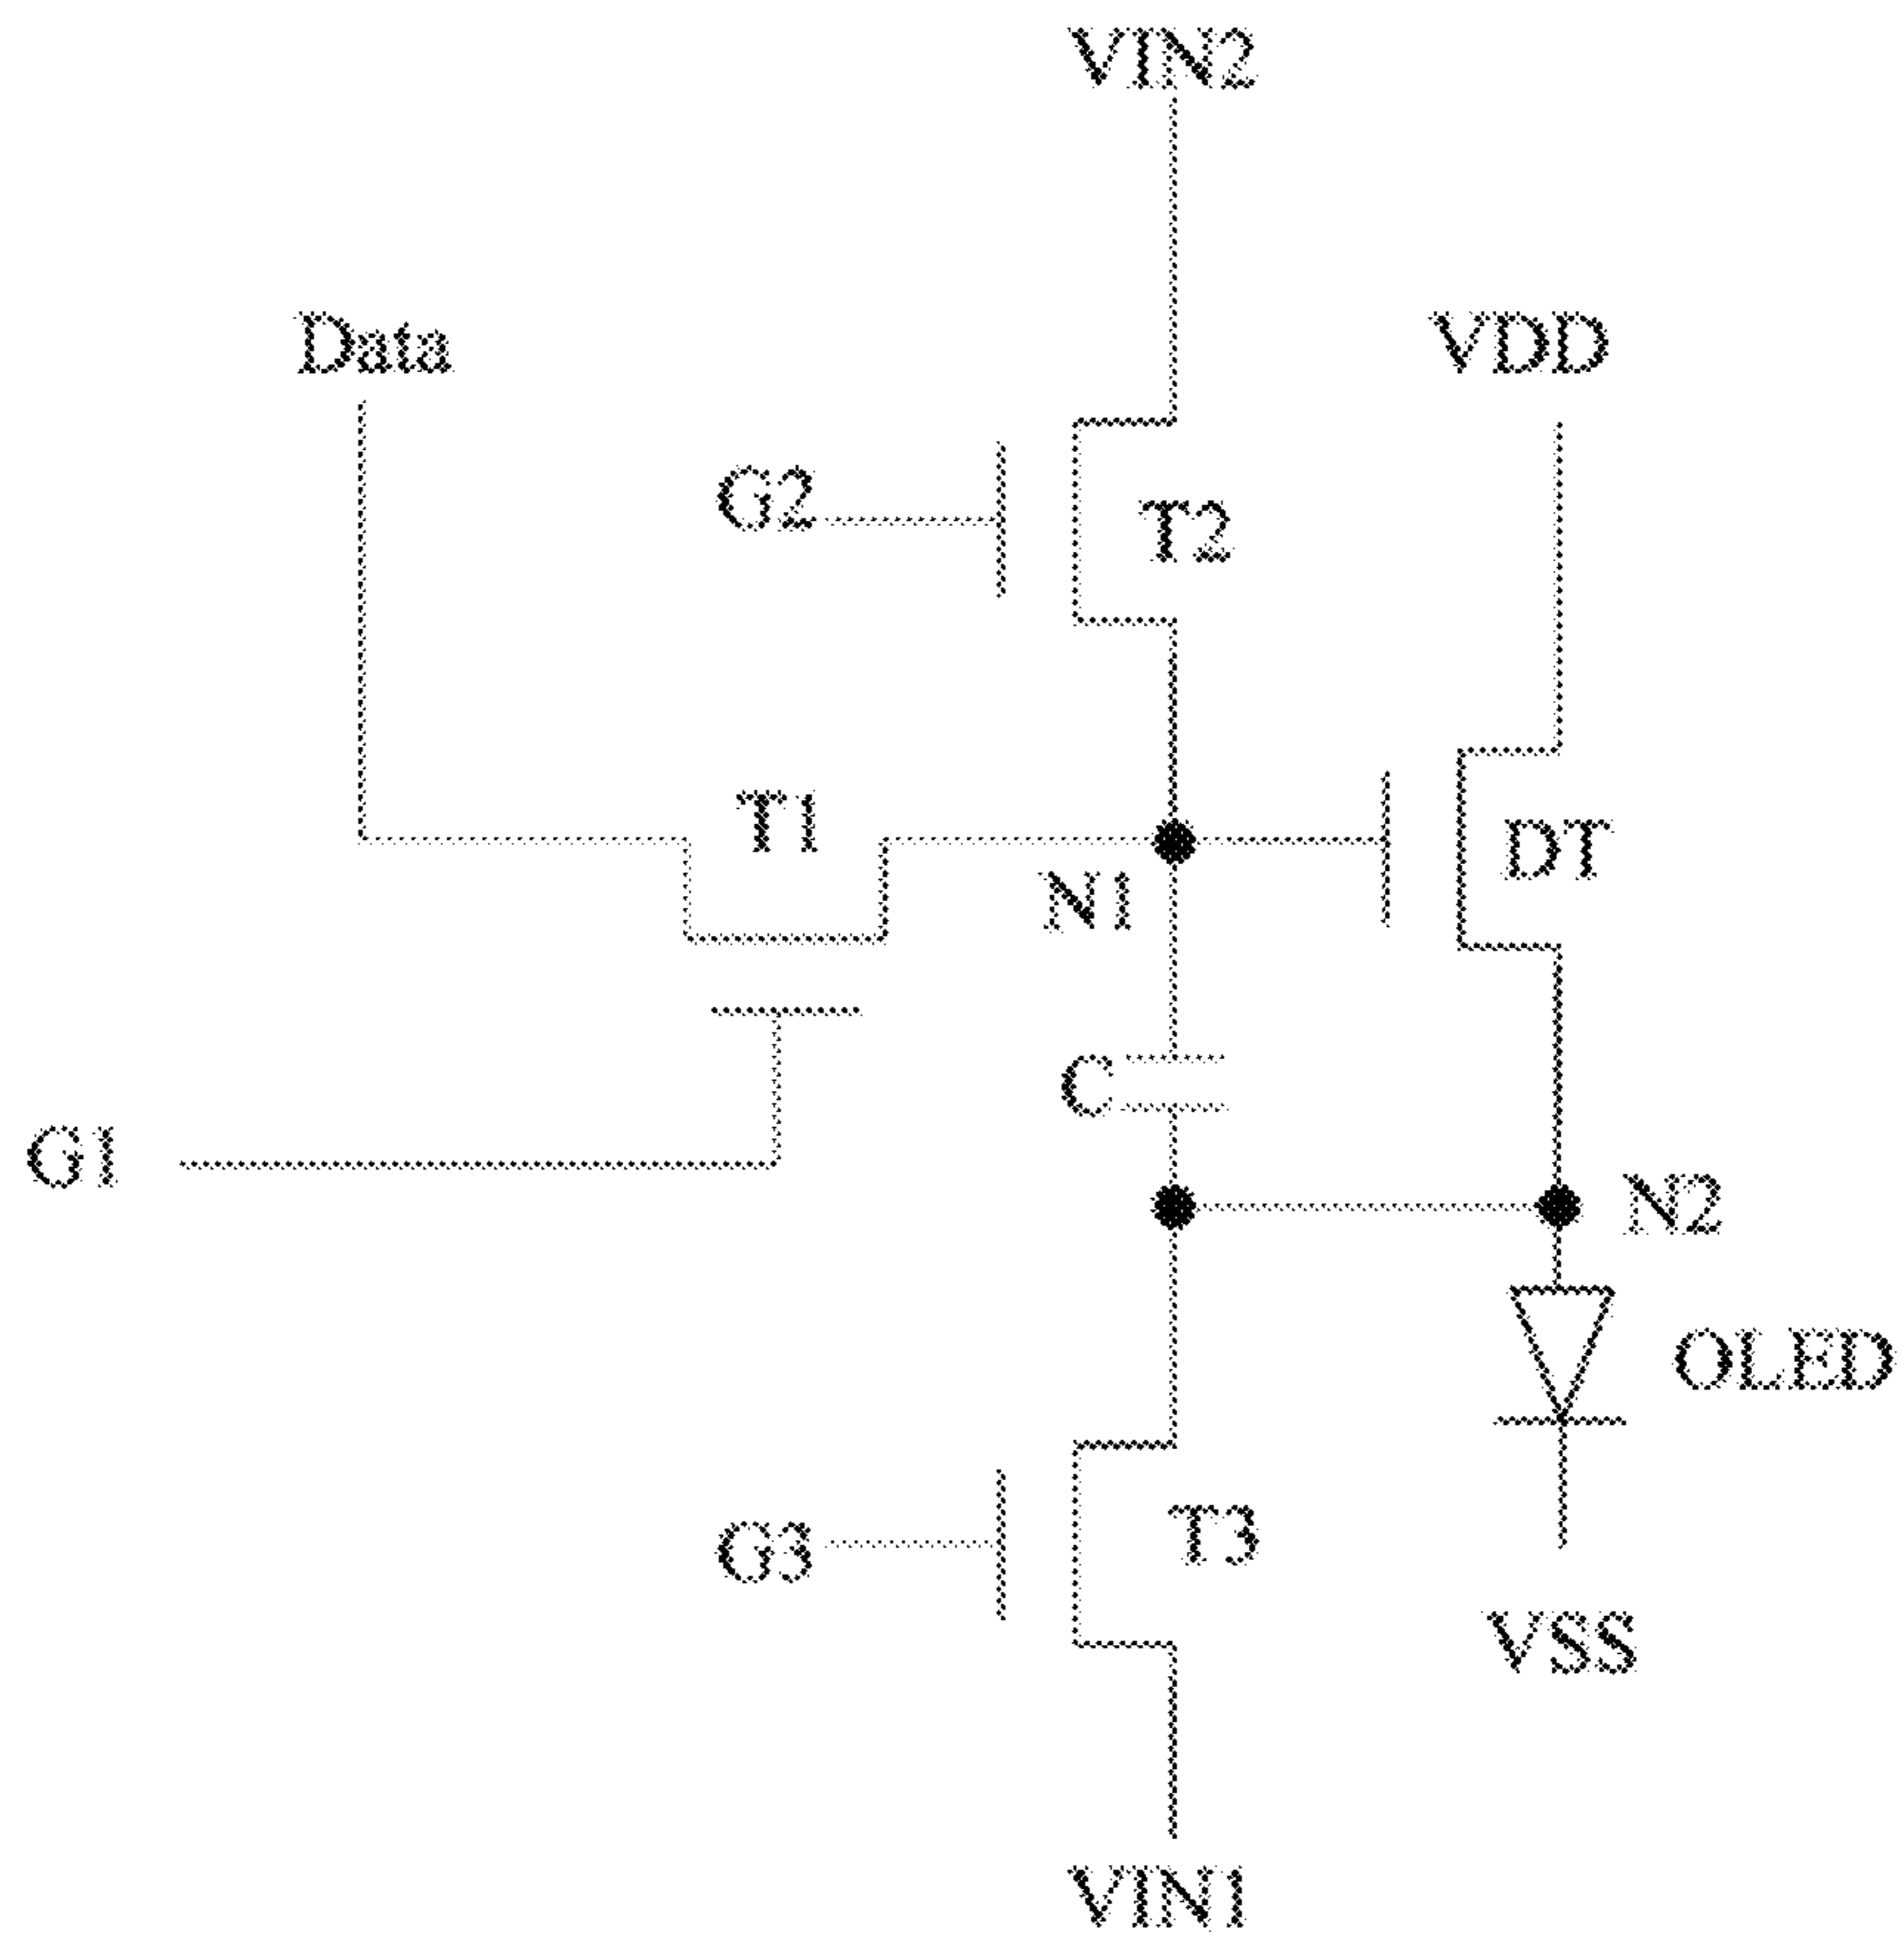 VIN2
Data
VDD
G2
T2
T1
DT
N1
C
G1
N2
OLED
G3
T3
VSS
VIN1